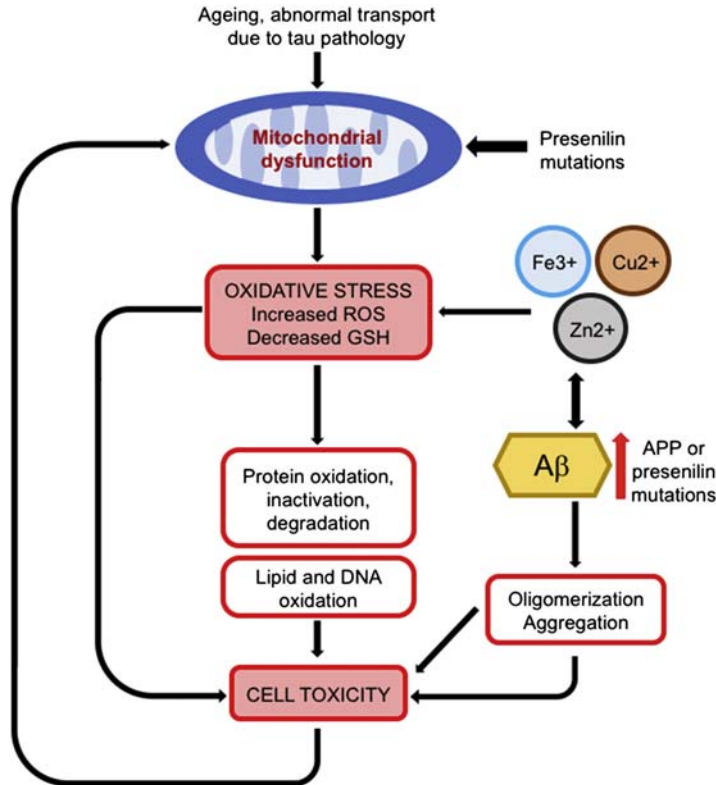 Ageing, abnormal transport
due to tau pathology
Mitochondrial
dysfunction
Presenilin
mutations
Fe3+
Cu2+
Zn2+
OXIDATIVE STRESS
Increased ROS
Decreased GSH
Aβ
APP or
presenilin
mutations
Protein oxidation,
inactivation,
degradation
Lipid and DNA
oxidation
Oligomerization
Aggregation
CELL TOXICITY